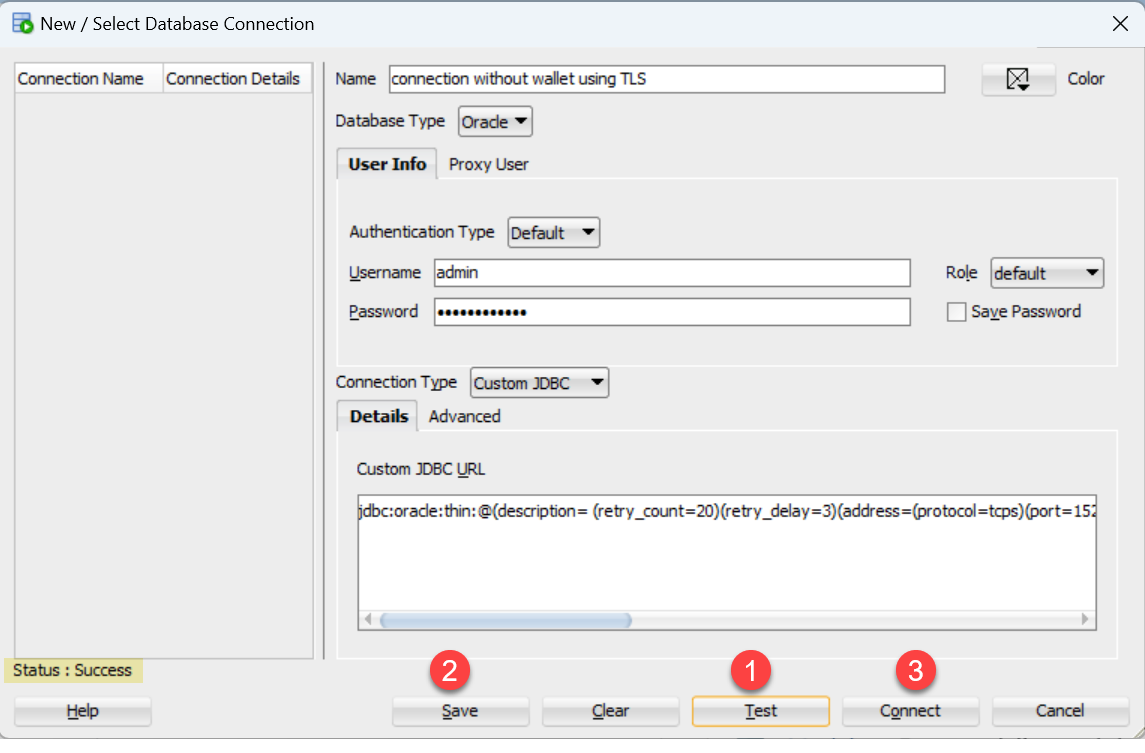 New / Select Database Connection
Connection Name Connection Details
Name connection without wallet using TLS Color
Database Type Oracle
User Info Proxy User
Authentication Type Default
Username admin Role default
Password •••••••••••• Save Password
Connection Type Custom JDBC
Details Advanced
Custom JDBC URL
jdbc:oracle:thin:@(description= (retry_count=20)(retry_delay=3)(address=(protocol=tcps)(port=152
Status : Success
2 1 3
Help Save Clear Test Connect Cancel